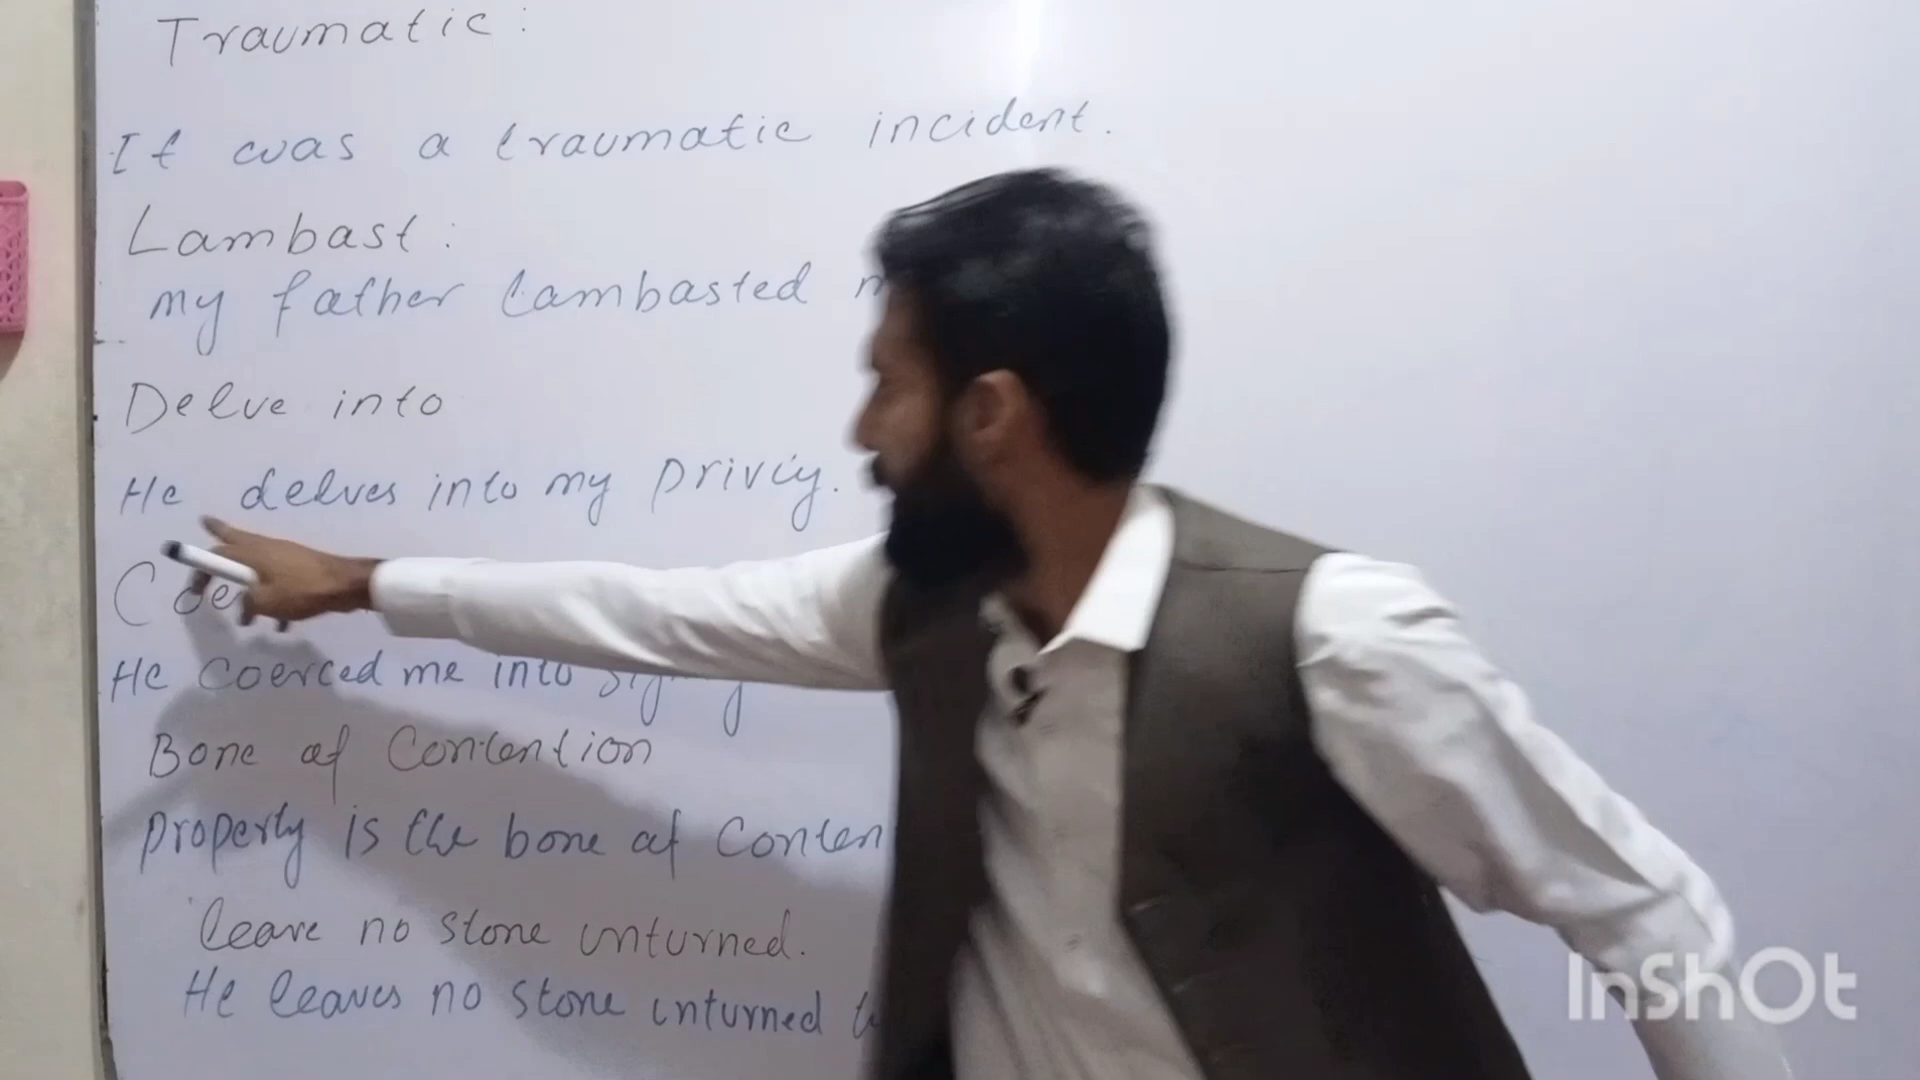 Traumatic:
It was a traumatic incident.
Lambast:
my father lambasted
Delve into
He delves into my privcy.
He coerced me into
Bone of Contention
Property is the bone of Conten
leave no stone unturned.
He leaves no stone unturned
InShOt